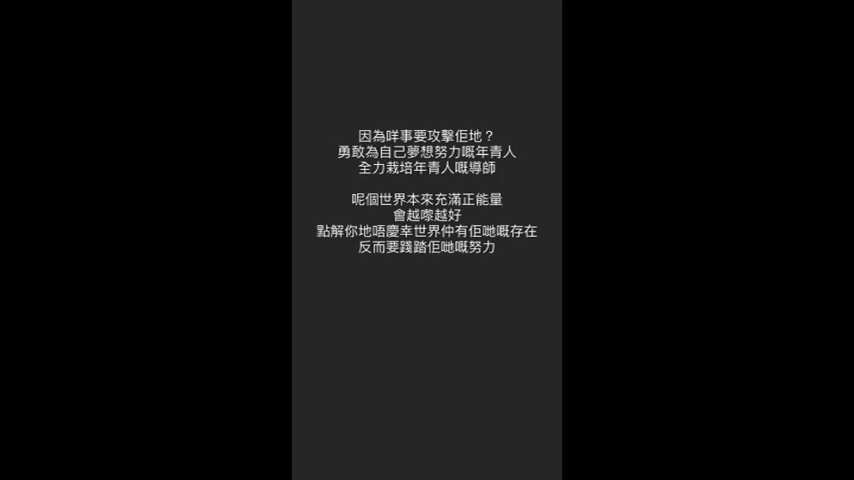 因為咩事要攻擊佢地？
勇敢為自己夢想努力嘅年青人
全力栽培年青人嘅導師
呢個世界本來充滿正能量
會越嚟越好
點解你地唔慶幸世界仲有佢哋嘅存在
反而要踐踏佢哋嘅努力